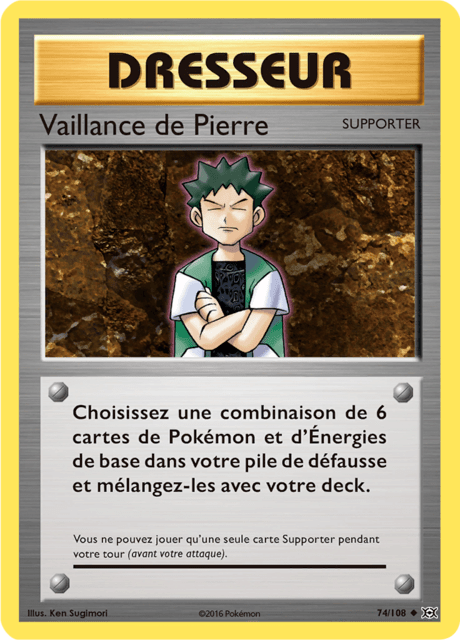 DRESSEUR
Vaillance de Pierre
SUPPORTER
Choisissez une combinaison de 6
cartes de Pokémon et d'Énergies
de base dans votre pile de défausse
et mélangez-les avec votre deck.
Vous ne pouvez jouer qu'une seule carte Supporter pendant
votre tour (avant votre attaque).
Illus. Ken Sugimori
©2016 Pokémon
74/108